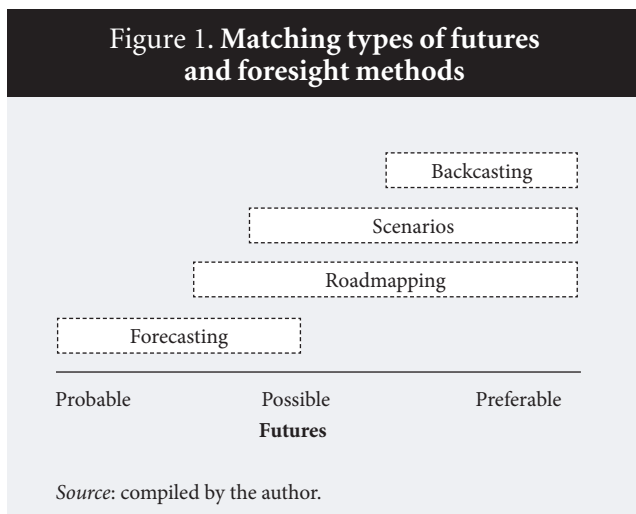 Figure 1. Matching types of futures
and foresight methods
Backcasting
Scenarios
Roadmapping
Forecasting
Probable Possible Preferable
Futures
Source: compiled by the author.